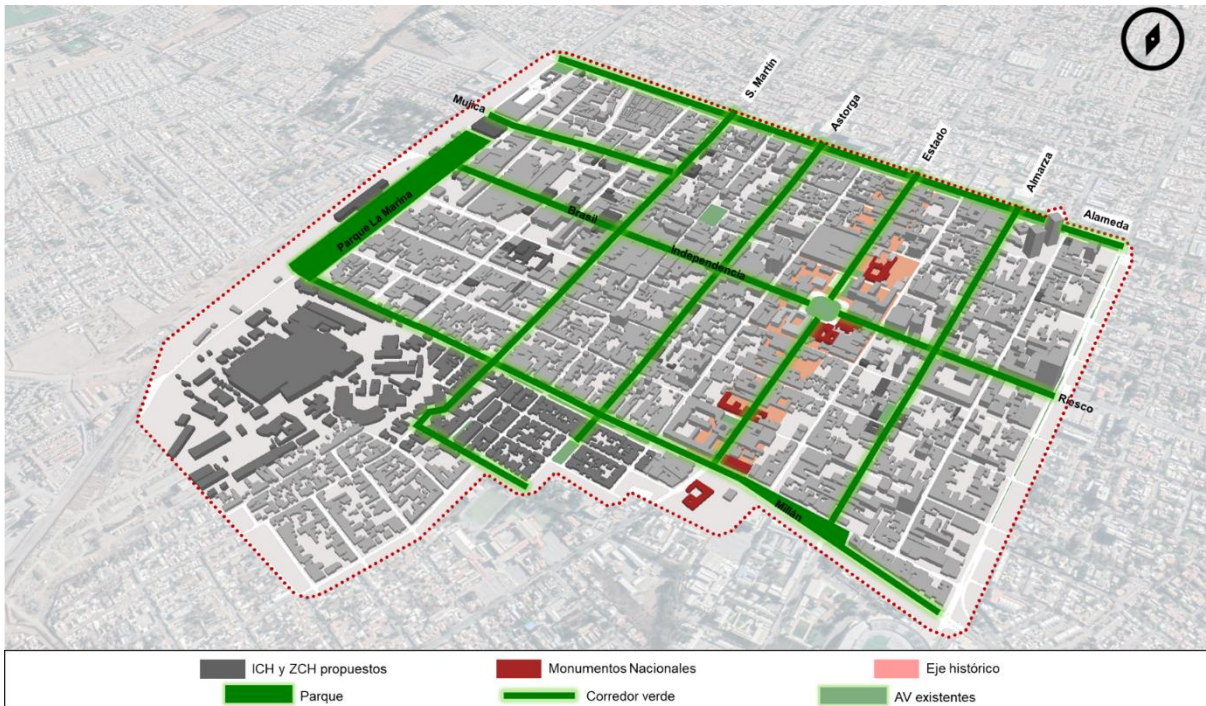 S. Martín
Mujica
Astorga
Estado
Almarza
Alameda
Parque La Marina
Brasil
Independencia
Riesco
Millán
ICH y ZCH propuestos
Monumentos Nacionales
Eje histórico
Parque
Corredor verde
AV existentes